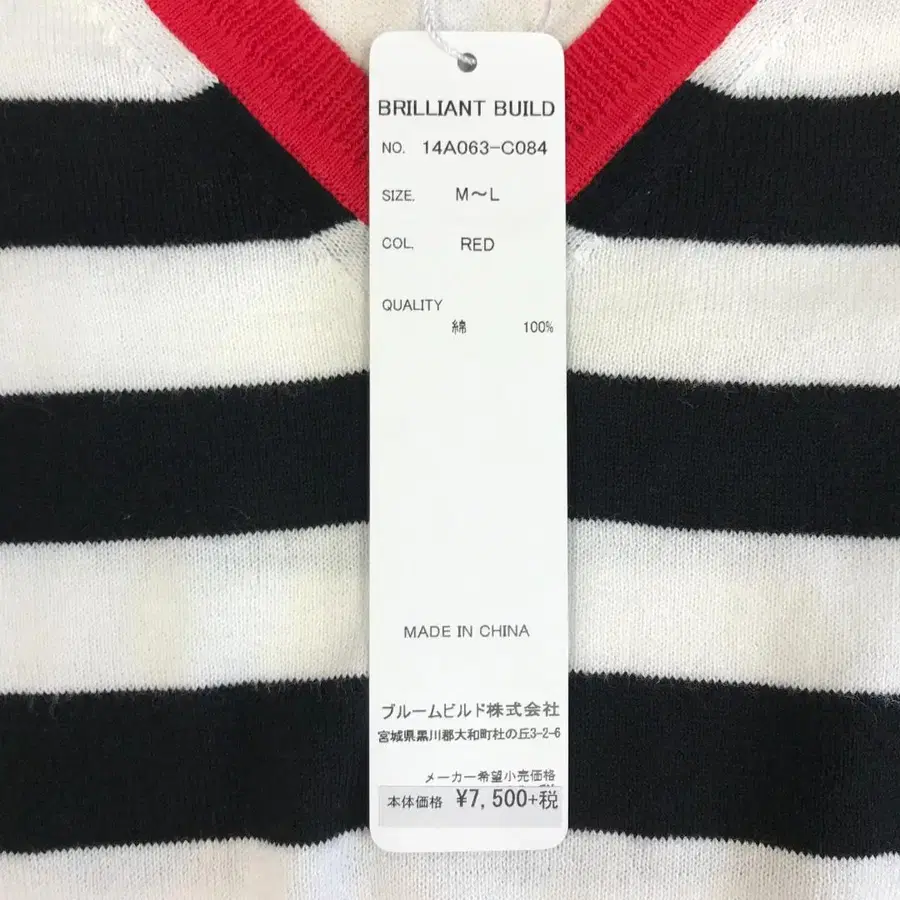 BRILLIANT BUILD
NO. 14A063-C084
SIZE. M～L
COL. RED
QUALITY
綿 100%
MADE IN CHINA
ブルームビルド株式会社
宮城県黒川郡大和町杜の丘3-2-6
メーカー希望小売価格
本体価格 ¥7,500+税